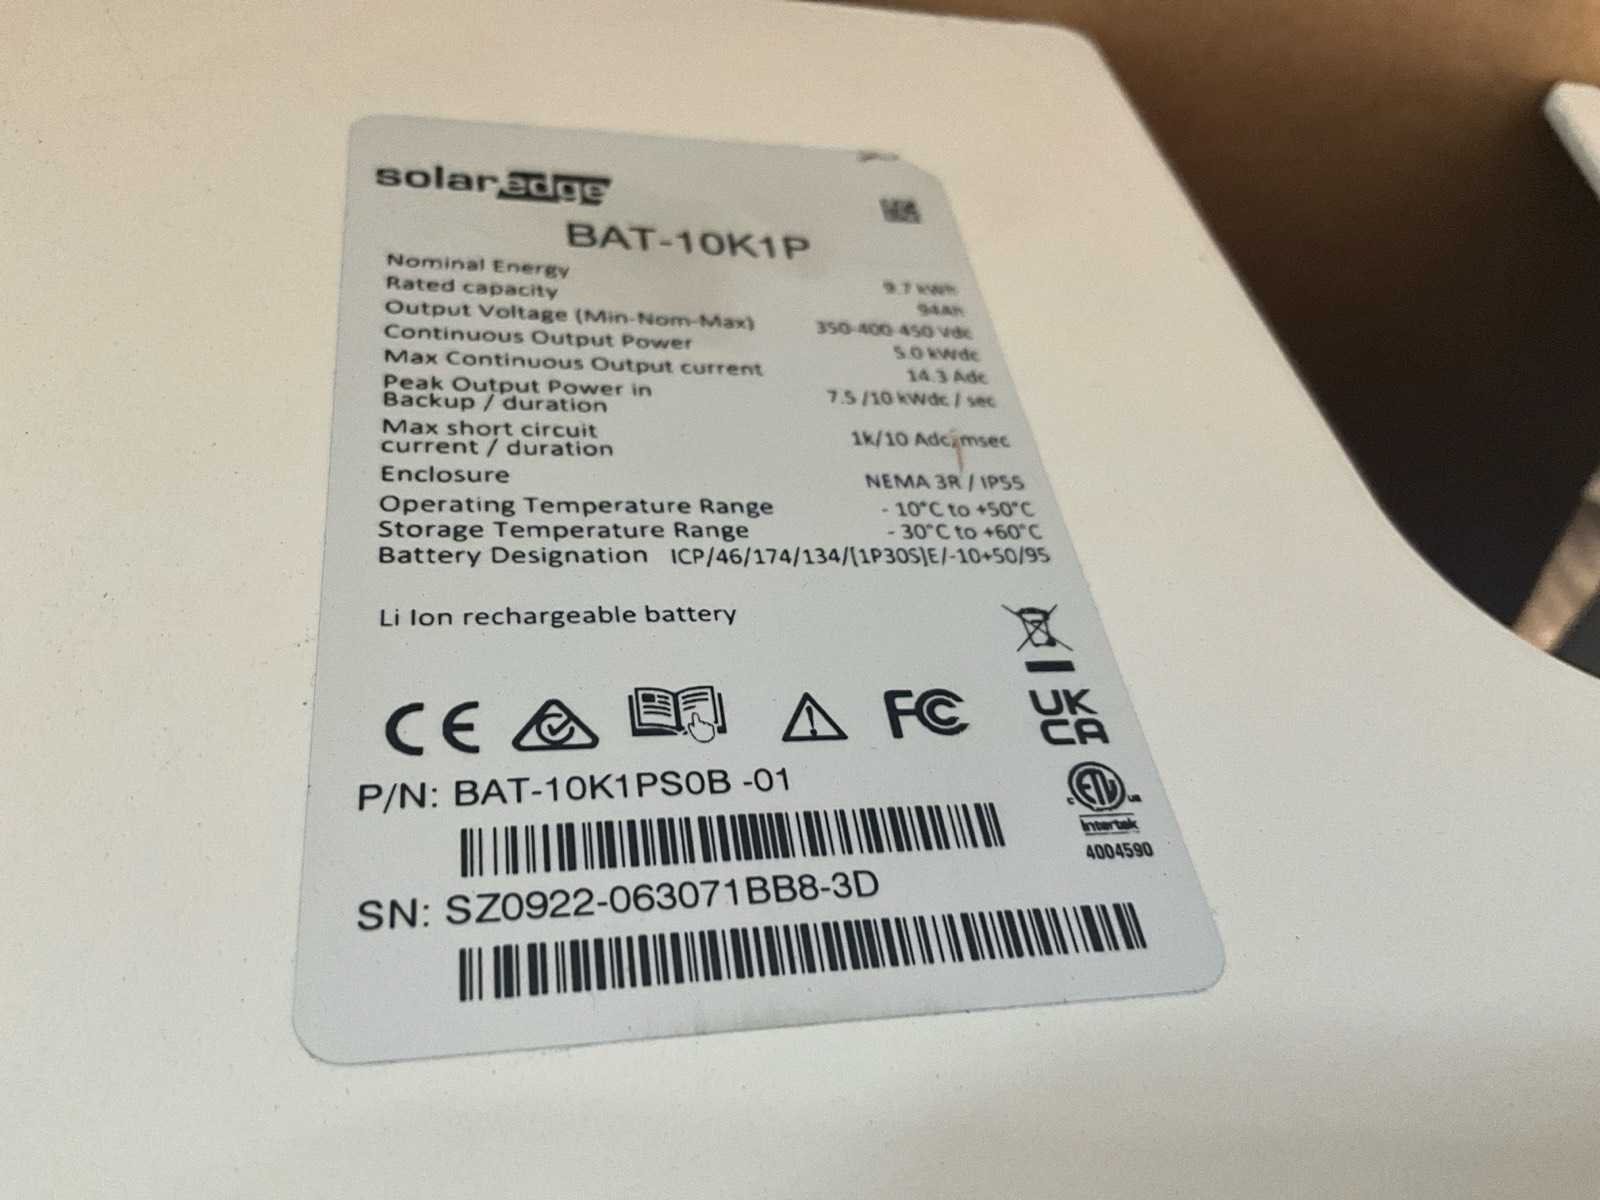 solaredge
BAT-10K1P
Nominal Energy 9.7 kWh
Rated capacity 94Ah
Output Voltage (Min-Nom-Max) 350-400-450 Vdc
Continuous Output Power 5.0 kWdc
Max Continuous Output current 14.3 Adc
Peak Output Power in
Backup / duration 7.5 /10 kWdc / sec
Max short circuit
current / duration 1k/10 Adc/msec
Enclosure NEMA 3R / IP55
Operating Temperature Range - 10°C to +50°C
Storage Temperature Range - 30°C to +60°C
Battery Designation ICP/46/174/134/[1P30S]E/-10+50/95
Li Ion rechargeable battery
CE
FC
UK
CA
P/N: BAT-10K1PS0B -01
c ETL us
Intertek
4004590
SN: SZ0922-063071BB8-3D